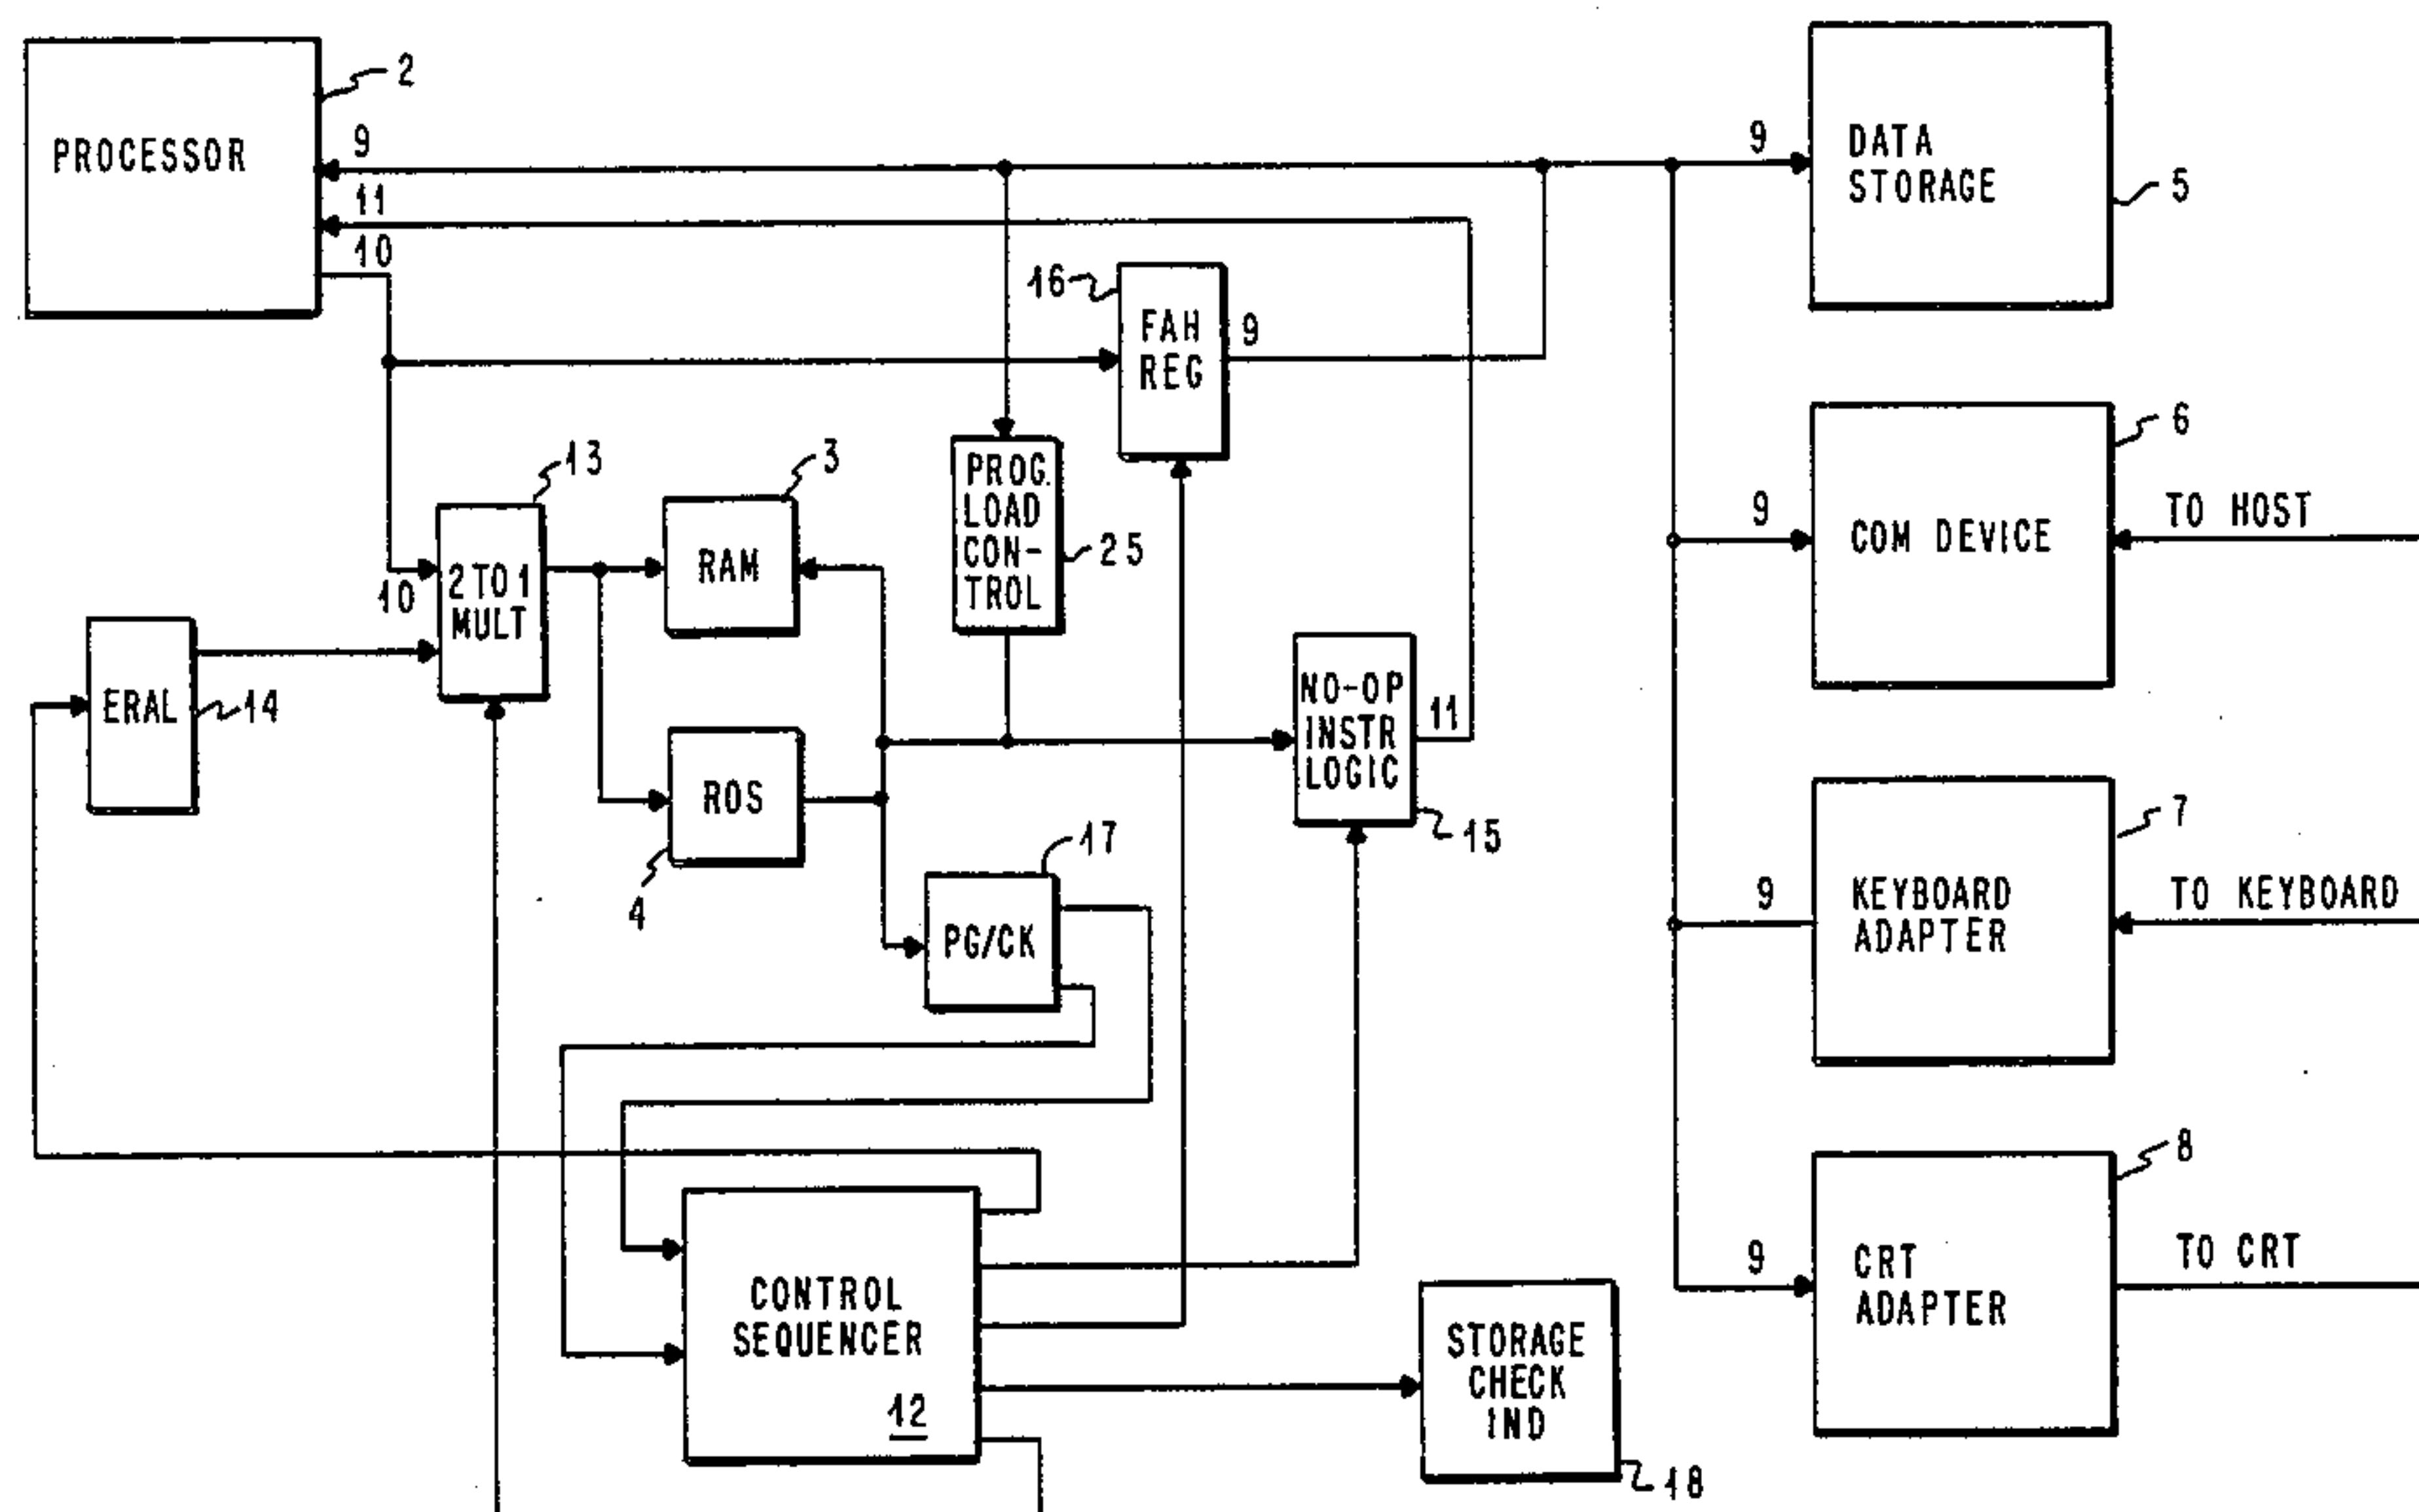 PROCESSOR
2
9
11
10
9
DATA
STORAGE
5
16
FAH
REG
9
6
9
COM DEVICE
TO HOST
13
3
PROG.
LOAD
CON-
TROL
25
10
2 TO 1
MULT
RAM
ERAL
14
NO-OP
INSTR
LOGIC
11
15
ROS
4
17
PG/CK
7
9
KEYBOARD
ADAPTER
TO KEYBOARD
8
9
CRT
ADAPTER
TO CRT
CONTROL
SEQUENCER
12
STORAGE
CHECK
IND
18